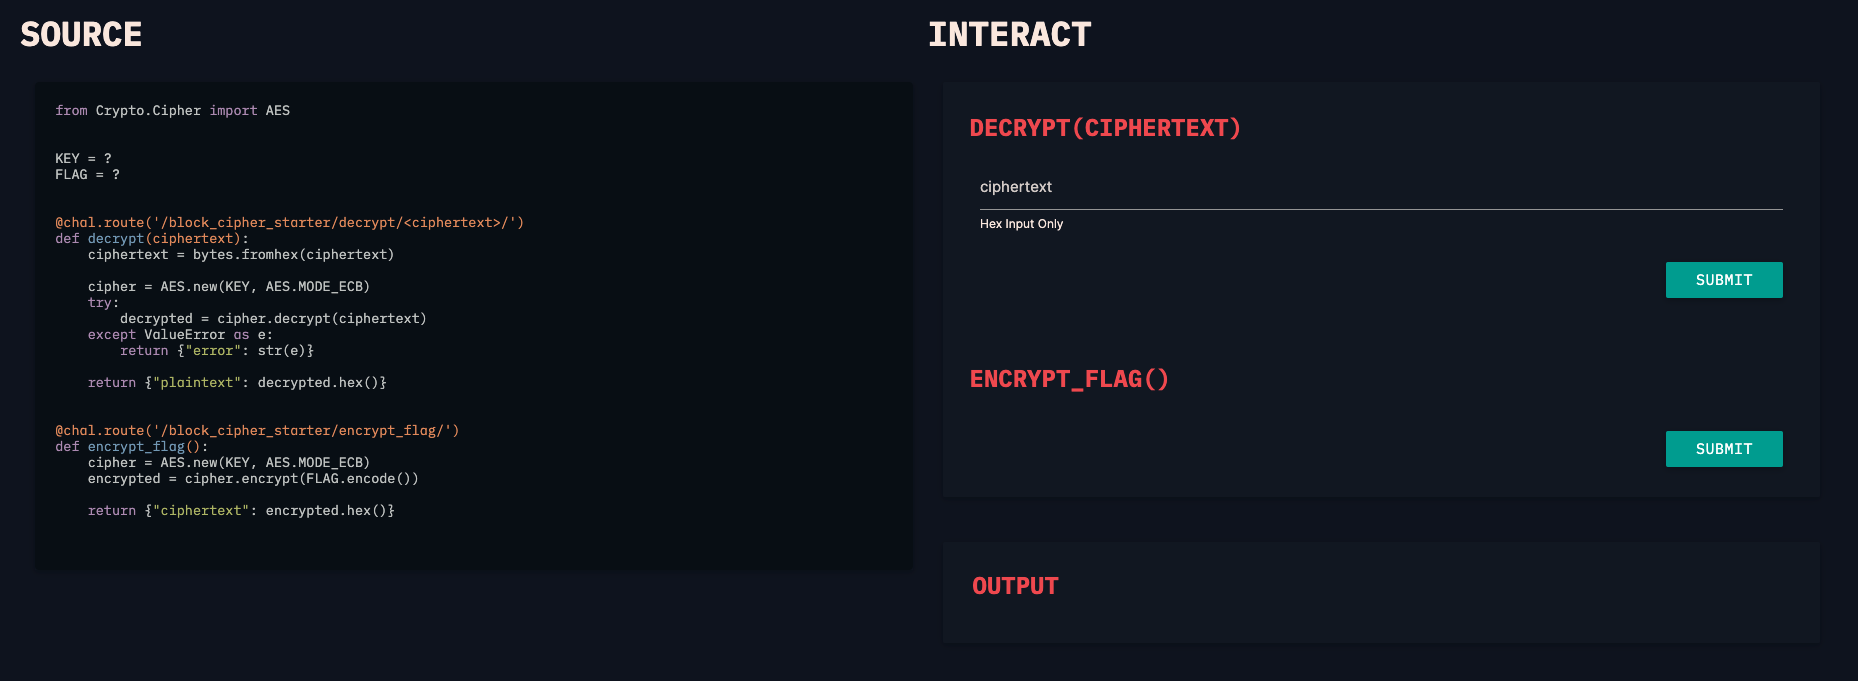 SOURCE
from Crypto.Cipher import AES
KEY = ?
FLAG = ?
@chal.route('/block_cipher_starter/decrypt/<ciphertext>/')
def decrypt(ciphertext):
    ciphertext = bytes.fromhex(ciphertext)
    cipher = AES.new(KEY, AES.MODE_ECB)
    try:
        decrypted = cipher.decrypt(ciphertext)
    except ValueError as e:
        return {"error": str(e)}
    return {"plaintext": decrypted.hex()}
@chal.route('/block_cipher_starter/encrypt_flag/')
def encrypt_flag():
    cipher = AES.new(KEY, AES.MODE_ECB)
    encrypted = cipher.encrypt(FLAG.encode())
    return {"ciphertext": encrypted.hex()}
INTERACT
DECRYPT(CIPHERTEXT)
ciphertext
Hex Input Only
SUBMIT
ENCRYPT_FLAG()
SUBMIT
OUTPUT